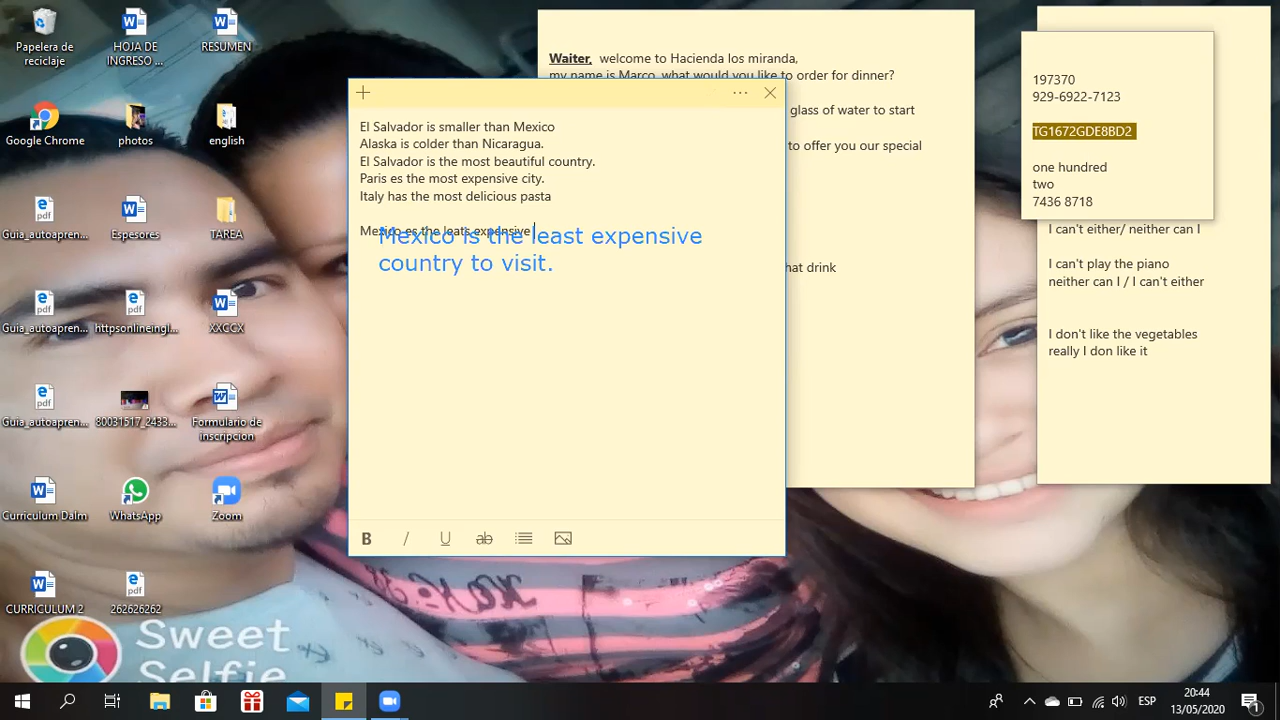 Papelera de
reciclaje
HOJA DE
INGRESO ...
RESUMEN
Google Chrome
photos
english
Guia_autoapren...
Espesores
TAREA
Guia_autoapren...
httpsonlineingl...
XXCCX
Guia_autoapren...
80031517_2433...
Formulario de
inscripcion
Curriculum Dalm
WhatsApp
Zoom
CURRICULUM 2
262626262
Sweet
Selfie
El Salvador is smaller than Mexico
Alaska is colder than Nicaragua.
El Salvador is the most beautiful country.
Paris es the most expensive city.
Italy has the most delicious pasta
Mexico es the leats expensive
Mexico is the least expensive
country to visit.
Waiter, welcome to Hacienda los miranda,
my name is Marco, what would you like to order for dinner?
glass of water to start
to offer you our special
hat drink
197370
929-6922-7123
TG1672GDE8BD2
one hundred
two
7436 8718
I can't either/ neither can I
I can't play the piano
neither can I / I can't either
I don't like the vegetables
really I don like it
ESP
20:44
13/05/2020
1